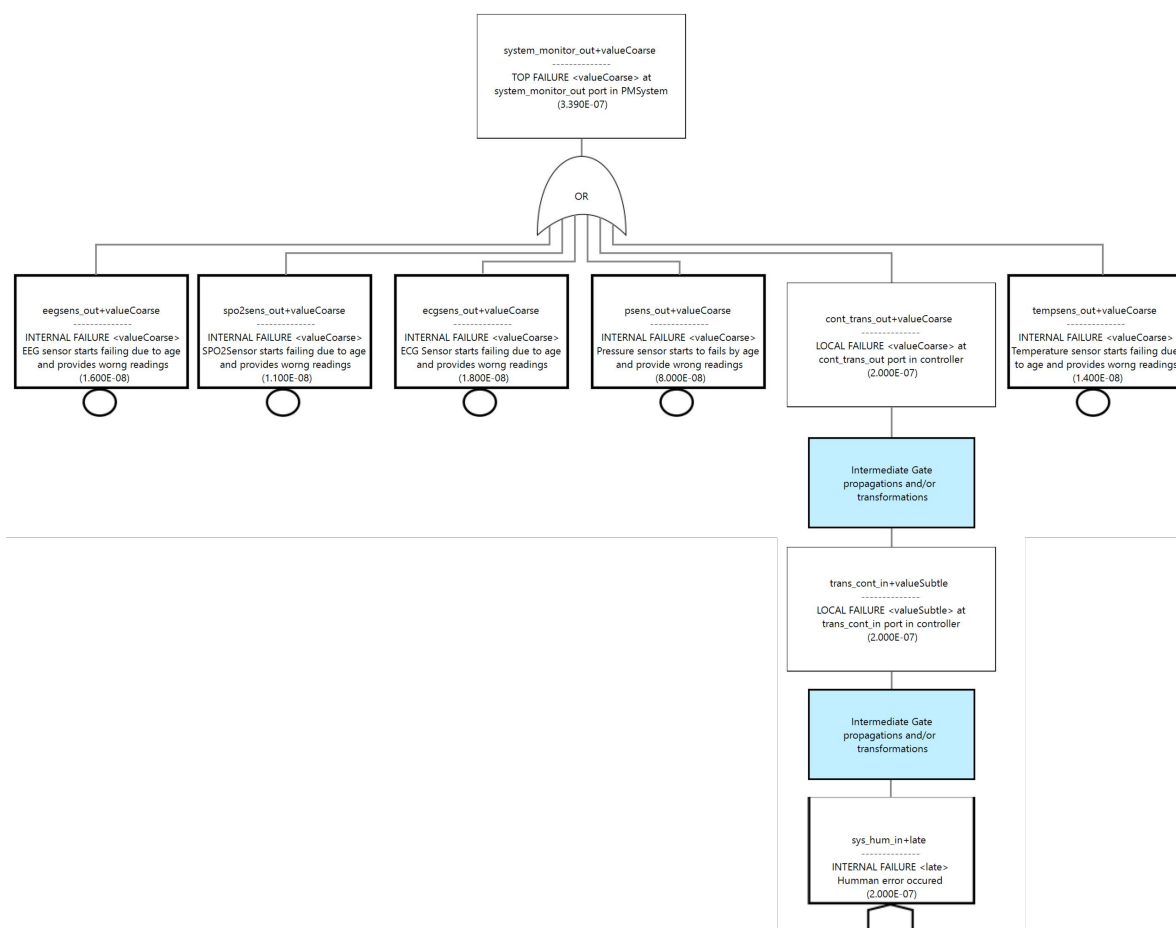 system_monitor_out+valueCoarse
--------------
TOP FAILURE <valueCoarse> at
system_monitor_out port in PMSystem
(3.390E-07)
OR
eegsens_out+valueCoarse
--------------
INTERNAL FAILURE <valueCoarse>
EEG sensor starts failing due to age
and provides worng readings
(1.600E-08)
spo2sens_out+valueCoarse
--------------
INTERNAL FAILURE <valueCoarse>
SPO2Sensor starts failing due to age
and provides worng readings
(1.100E-08)
ecgsens_out+valueCoarse
--------------
INTERNAL FAILURE <valueCoarse>
ECG Sensor starts failing due to age
and provides worng readings
(1.800E-08)
psens_out+valueCoarse
--------------
INTERNAL FAILURE <valueCoarse>
Pressure sensor starts to fails by age
and provide worng readings
(8.000E-08)
cont_trans_out+valueCoarse
--------------
LOCAL FAILURE <valueCoarse> at
cont_trans_out port in controller
(2.000E-07)
tempsens_out+valueCoarse
--------------
INTERNAL FAILURE <valueCoarse>
Temperature sensor starts failing due
to age and provides worng readings
(1.400E-08)
Intermediate Gate
propagations and/or
transformations
trans_cont_in+valueSubtle
--------------
LOCAL FAILURE <valueSubtle> at
trans_cont_in port in controller
(2.000E-07)
Intermediate Gate
propagations and/or
transformations
sys_hum_in+late
--------------
INTERNAL FAILURE <late>
Humman error occured
(2.000E-07)